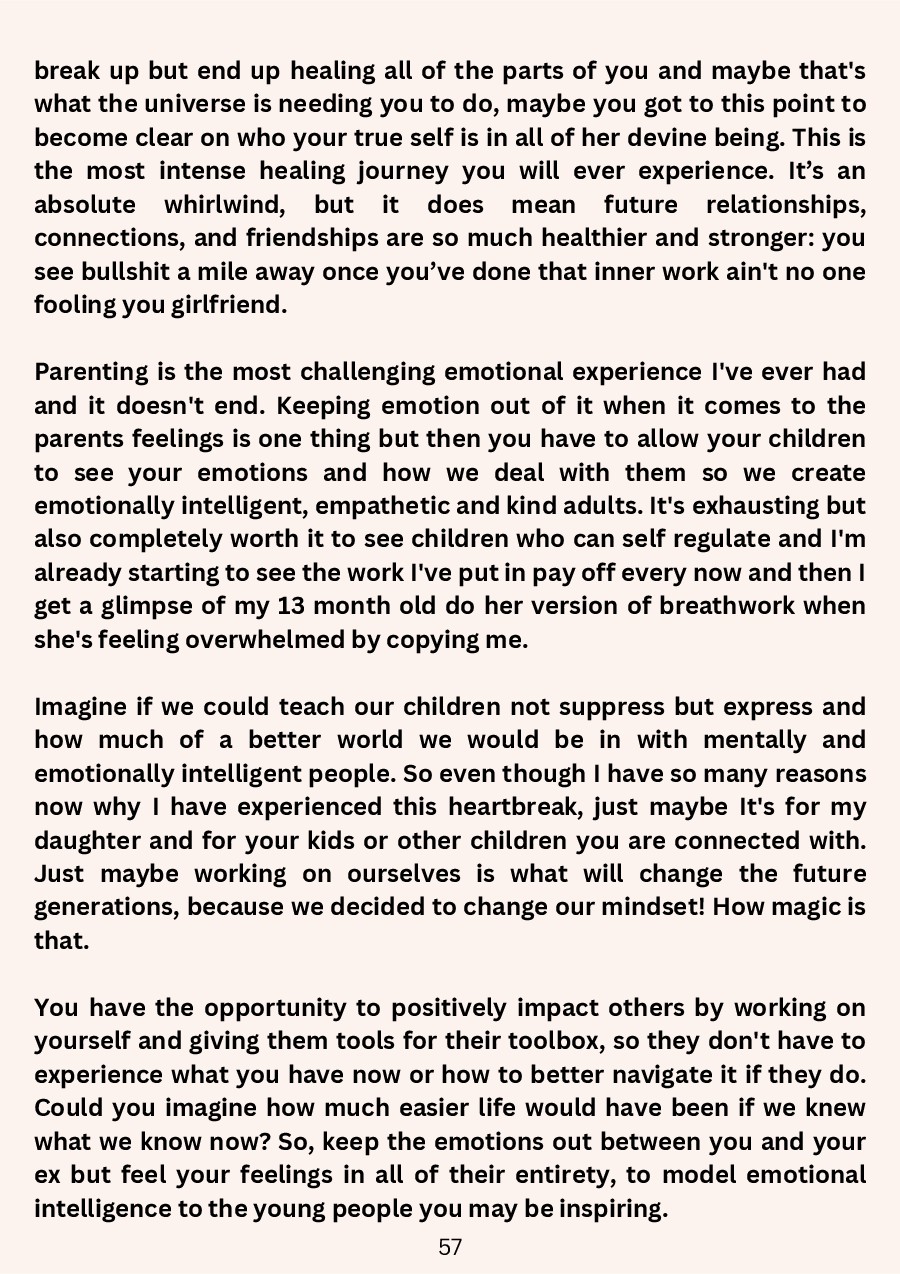 break up but end up healing all of the parts of you and maybe that's
what the universe is needing you to do, maybe you got to this point to
become clear on who your true self is in all of her devine being. This is
the most intense healing journey you will ever experience. It’s an
absolute whirlwind, but it does mean future relationships,
connections, and friendships are so much healthier and stronger: you
see bullshit a mile away once you’ve done that inner work ain't no one
fooling you girlfriend.

Parenting is the most challenging emotional experience I've ever had
and it doesn't end. Keeping emotion out of it when it comes to the
parents feelings is one thing but then you have to allow your children
to see your emotions and how we deal with them so we create
emotionally intelligent, empathetic and kind adults. It's exhausting but
also completely worth it to see children who can self regulate and I'm
already starting to see the work I've put in pay off every now and then I
get a glimpse of my 13 month old do her version of breathwork when
she's feeling overwhelmed by copying me.

Imagine if we could teach our children not suppress but express and
how much of a better world we would be in with mentally and
emotionally intelligent people. So even though I have so many reasons
now why I have experienced this heartbreak, just maybe It's for my
daughter and for your kids or other children you are connected with.
Just maybe working on ourselves is what will change the future
generations, because we decided to change our mindset! How magic is
that.

You have the opportunity to positively impact others by working on
yourself and giving them tools for their toolbox, so they don't have to
experience what you have now or how to better navigate it if they do.
Could you imagine how much easier life would have been if we knew
what we know now? So, keep the emotions out between you and your
ex but feel your feelings in all of their entirety, to model emotional
intelligence to the young people you may be inspiring.
57